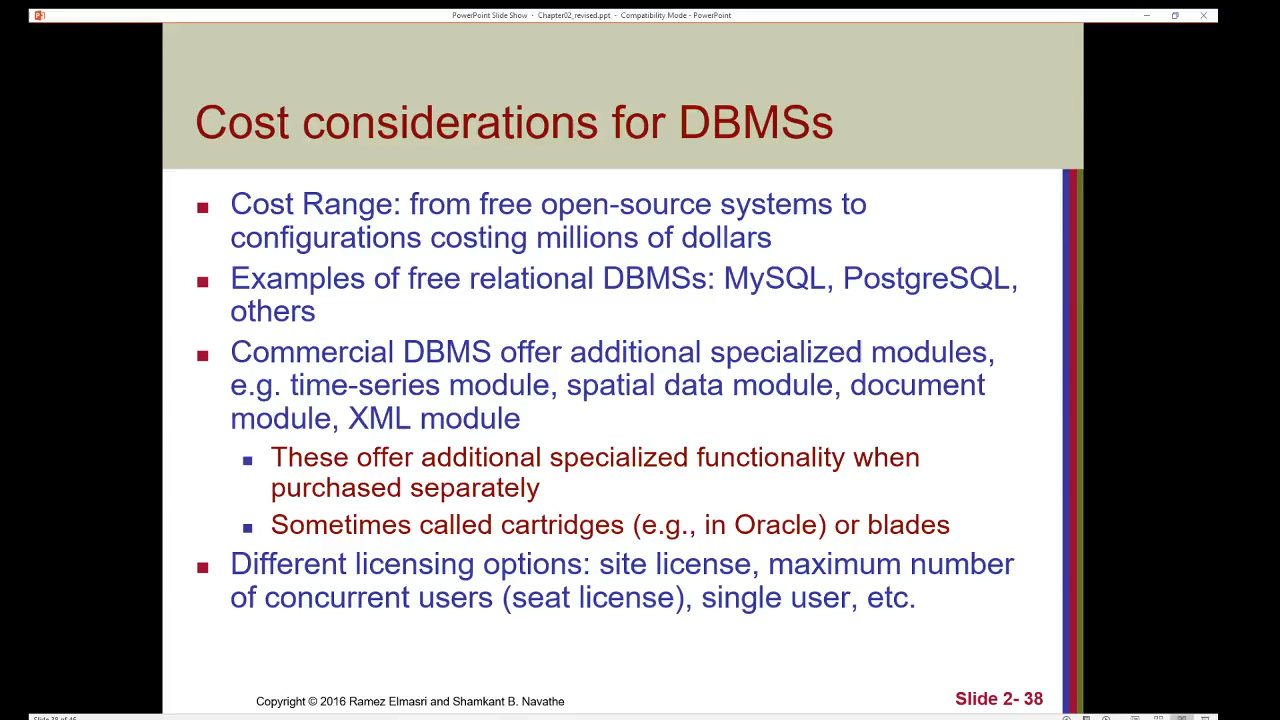 PowerPoint Slide Show - Chapter02_revised.ppt - Compatibility Mode - PowerPoint
Cost considerations for DBMSs
Cost Range: from free open-source systems to
configurations costing millions of dollars
Examples of free relational DBMSs: MySQL, PostgreSQL,
others
Commercial DBMS offer additional specialized modules,
e.g. time-series module, spatial data module, document
module, XML module
These offer additional specialized functionality when
purchased separately
Sometimes called cartridges (e.g., in Oracle) or blades
Different licensing options: site license, maximum number
of concurrent users (seat license), single user, etc.
Copyright © 2016 Ramez Elmasri and Shamkant B. Navathe
Slide 2- 38
Slide 38 of 46